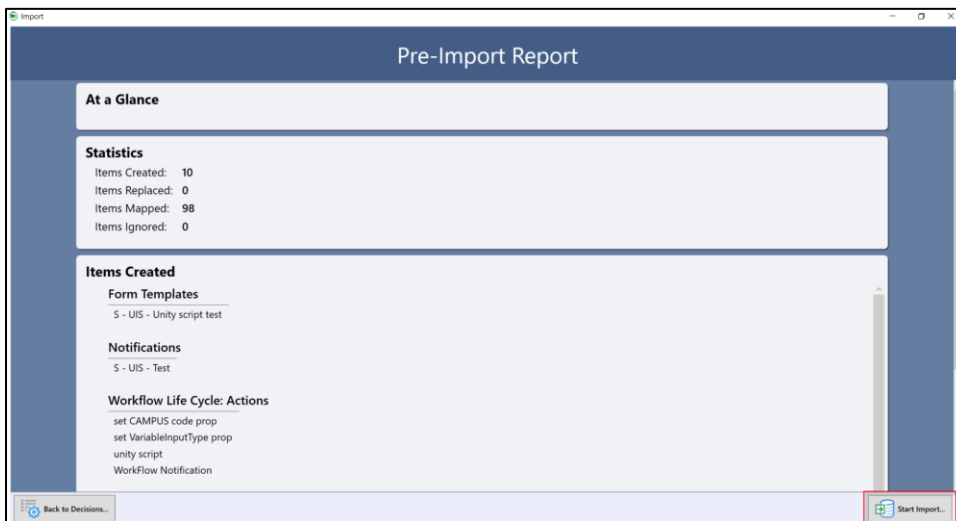 Import
Pre-Import Report
At a Glance
Statistics
Items Created: 10
Items Replaced: 0
Items Mapped: 98
Items Ignored: 0
Items Created
Form Templates
S - UIS - Unity script test
Notifications
S - UIS - Test
Workflow Life Cycle: Actions
set CAMPUS code prop
set VariableInputType prop
unity script
WorkFlow Notification
Back to Decisions...
Start Import...